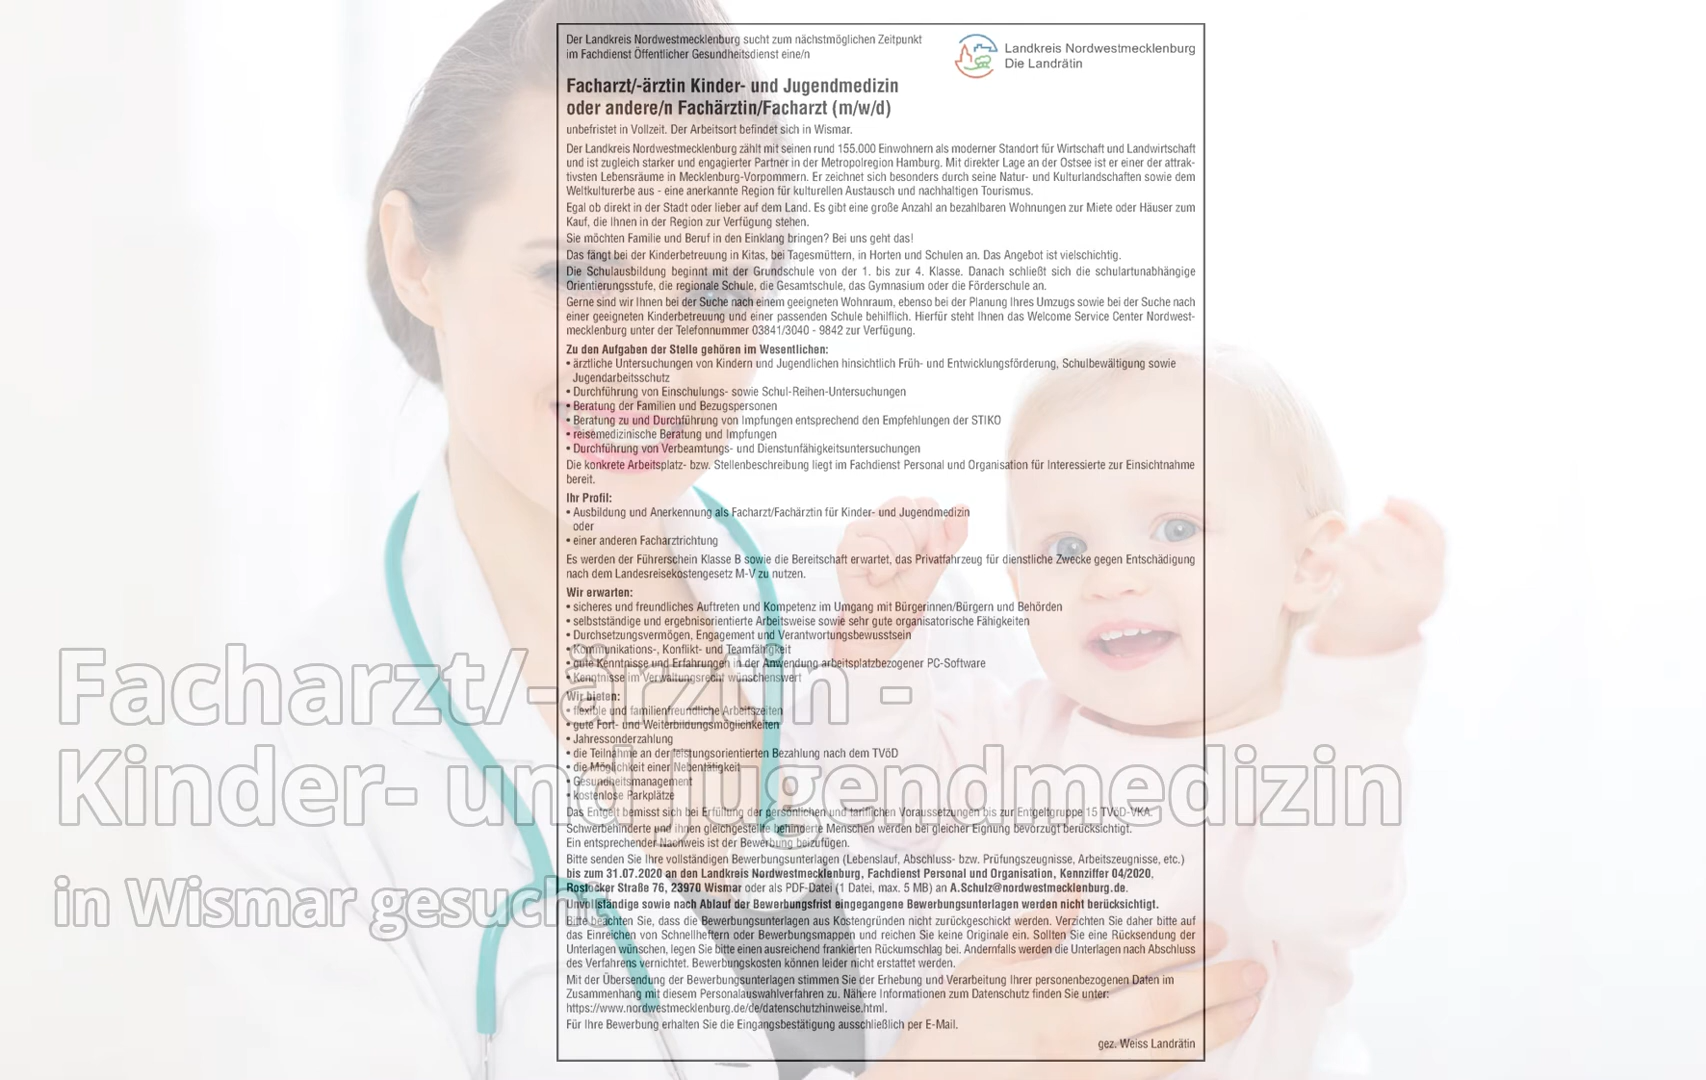 Der Landkreis Nordwestmecklenburg sucht zum nächstmöglichen Zeitpunkt
im Fachdienst Öffentlicher Gesundheitsdienst eine/n
Landkreis Nordwestmecklenburg
Die Landrätin
Facharzt/-ärztin Kinder- und Jugendmedizin
oder andere/n Fachärztin/Facharzt (m/w/d)
unbefristet in Vollzeit. Der Arbeitsort befindet sich in Wismar.
Der Landkreis Nordwestmecklenburg zählt mit seinen rund 155.000 Einwohnern als moderner Standort für Wirtschaft und Landwirtschaft
und ist zugleich starker und engagierter Partner in der Metropolregion Hamburg. Mit direkter Lage an der Ostsee ist er einer der attrak-
tivsten Lebensräume in Mecklenburg-Vorpommern. Er zeichnet sich besonders durch seine Natur- und Kulturlandschaften sowie dem
Weltkulturerbe aus - eine anerkannte Region für kulturellen Austausch und nachhaltigen Tourismus.
Egal ob direkt in der Stadt oder lieber auf dem Land. Es gibt eine große Anzahl an bezahlbaren Wohnungen zur Miete oder Häuser zum
Kauf, die Ihnen in der Region zur Verfügung stehen.
Sie möchten Familie und Beruf in den Einklang bringen? Bei uns geht das!
Das fängt bei der Kinderbetreuung in Kitas, bei Tagesmüttern, in Horten und Schulen an. Das Angebot ist vielschichtig.
Die Schulausbildung beginnt mit der Grundschule von der 1. bis zur 4. Klasse. Danach schließt sich die schulartunabhängige
Orientierungsstufe, die regionale Schule, die Gesamtschule, das Gymnasium oder die Förderschule an.
Gerne sind wir Ihnen bei der Suche nach einem geeigneten Wohnraum, ebenso bei der Planung Ihres Umzugs sowie bei der Suche nach
einer geeigneten Kinderbetreuung und einer passenden Schule behilflich. Hierfür steht Ihnen das Welcome Service Center Nordwest-
mecklenburg unter der Telefonnummer 03841/3040 - 9842 zur Verfügung.
Zu den Aufgaben der Stelle gehören im Wesentlichen:
• ärztliche Untersuchungen von Kindern und Jugendlichen hinsichtlich Früh- und Entwicklungsförderung, Schulbewältigung sowie
Jugendarbeitsschutz
• Durchführung von Einschulungs- sowie Schul-Reihen-Untersuchungen
• Beratung der Familien und Bezugspersonen
• Beratung zu und Durchführung von Impfungen entsprechend den Empfehlungen der STIKO
• reisemedizinische Beratung und Impfungen
• Durchführung von Verbeamtungs- und Dienstunfähigkeitsuntersuchungen
Die konkrete Arbeitsplatz- bzw. Stellenbeschreibung liegt im Fachdienst Personal und Organisation für Interessierte zur Einsichtnahme
bereit.
Ihr Profil:
• Ausbildung und Anerkennung als Facharzt/Fachärztin für Kinder- und Jugendmedizin
oder
• einer anderen Facharztrichtung
Es werden der Führerschein Klasse B sowie die Bereitschaft erwartet, das Privatfahrzeug für dienstliche Zwecke gegen Entschädigung
nach dem Landesreisekostengesetz M-V zu nutzen.
Wir erwarten:
• sicheres und freundliches Auftreten und Kompetenz im Umgang mit Bürgerinnen/Bürgern und Behörden
• selbstständige und ergebnisorientierte Arbeitsweise sowie sehr gute organisatorische Fähigkeiten
• Durchsetzungsvermögen, Engagement und Verantwortungsbewusstsein
• Kommunikations-, Konflikt- und Teamfähigkeit
• gute Kenntnisse und Erfahrungen in der Anwendung arbeitsplatzbezogener PC-Software
• Kenntnisse im Verwaltungsrecht wünschenswert
Wir bieten:
• flexible und familienfreundliche Arbeitszeiten
• gute Fort- und Weiterbildungsmöglichkeiten
• Jahressonderzahlung
• die Teilnahme an der leistungsorientierten Bezahlung nach dem TVöD
• die Möglichkeit einer Nebentätigkeit
• Gesundheitsmanagement
• kostenlose Parkplätze
Das Entgelt bemisst sich bei Erfüllung der persönlichen und tariflichen Voraussetzungen bis zur Entgeltgruppe 15 TVöD-VKA.
Schwerbehinderte und ihnen gleichgestellte behinderte Menschen werden bei gleicher Eignung bevorzugt berücksichtigt.
Ein entsprechender Nachweis ist der Bewerbung beizufügen.
Bitte senden Sie Ihre vollständigen Bewerbungsunterlagen (Lebenslauf, Abschluss- bzw. Prüfungszeugnisse, Arbeitszeugnisse, etc.)
bis zum 31.07.2020 an den Landkreis Nordwestmecklenburg, Fachdienst Personal und Organisation, Kennziffer 04/2020,
Rostocker Straße 76, 23970 Wismar oder als PDF-Datei (1 Datei, max. 5 MB) an A.Schulz@nordwestmecklenburg.de.
Unvollständige sowie nach Ablauf der Bewerbungsfrist eingegangene Bewerbungsunterlagen werden nicht berücksichtigt.
Bitte beachten Sie, dass die Bewerbungsunterlagen aus Kostengründen nicht zurückgeschickt werden. Verzichten Sie daher bitte auf
das Einreichen von Schnellheftern oder Bewerbungsmappen und reichen Sie keine Originale ein. Sollten Sie eine Rücksendung der
Unterlagen wünschen, legen Sie bitte einen ausreichend frankierten Rückumschlag bei. Andernfalls werden die Unterlagen nach Abschluss
des Verfahrens vernichtet. Bewerbungskosten können leider nicht erstattet werden.
Mit der Übersendung der Bewerbungsunterlagen stimmen Sie der Erhebung und Verarbeitung Ihrer personenbezogenen Daten im
Zusammenhang mit diesem Personalauswahlverfahren zu. Nähere Informationen zum Datenschutz finden Sie unter:
https://www.nordwestmecklenburg.de/de/datenschutzhinweise.html.
Für Ihre Bewerbung erhalten Sie die Eingangsbestätigung ausschließlich per E-Mail.
gez. Weiss Landrätin
Facharzt/-ärztin -
Kinder- und Jugendmedizin
in Wismar gesucht